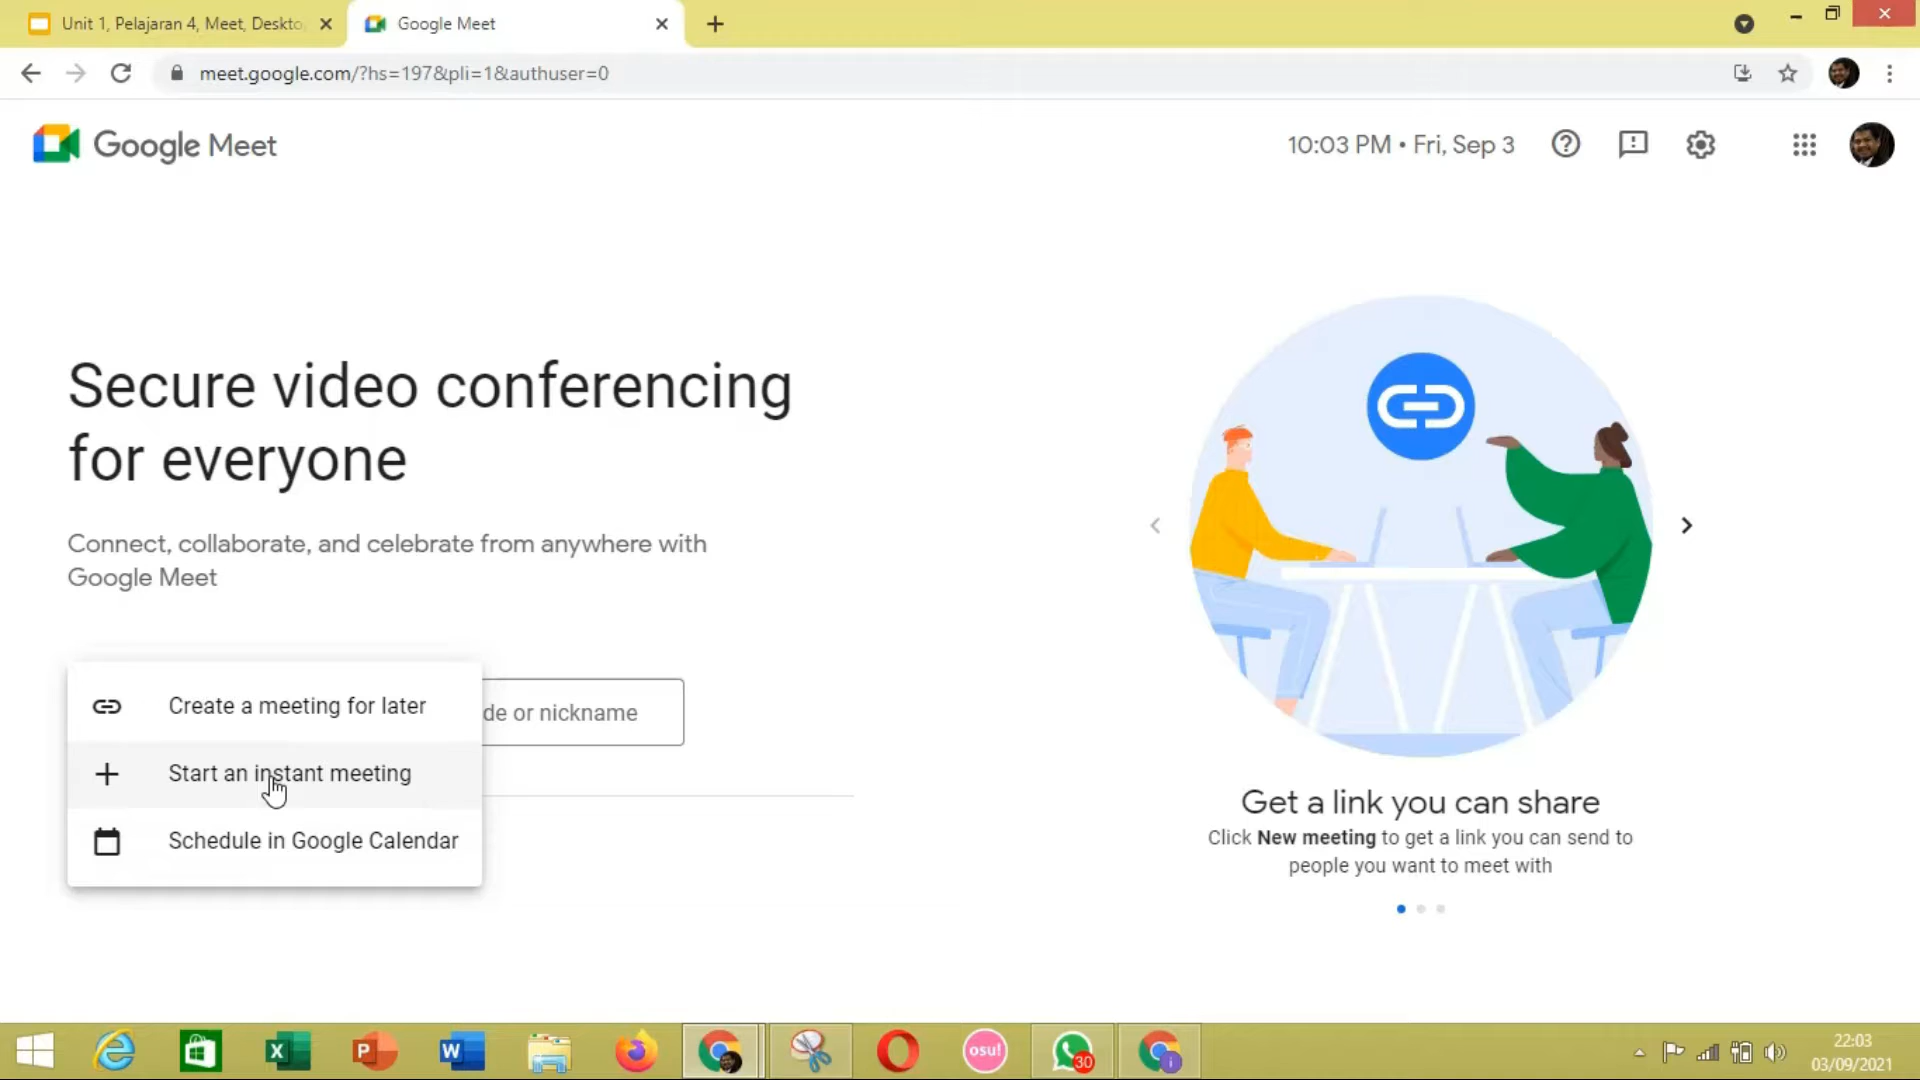 Unit 1, Pelajaran 4, Meet, Deskto
Google Meet
meet.google.com/?hs=197&pli=1&authuser=0
Google Meet
10:03 PM • Fri, Sep 3
Secure video conferencing
for everyone
Connect, collaborate, and celebrate from anywhere with
Google Meet
Create a meeting for later
de or nickname
Start an instant meeting
Schedule in Google Calendar
Get a link you can share
Click New meeting to get a link you can send to
people you want to meet with
osu!
30
22:03
03/09/2021